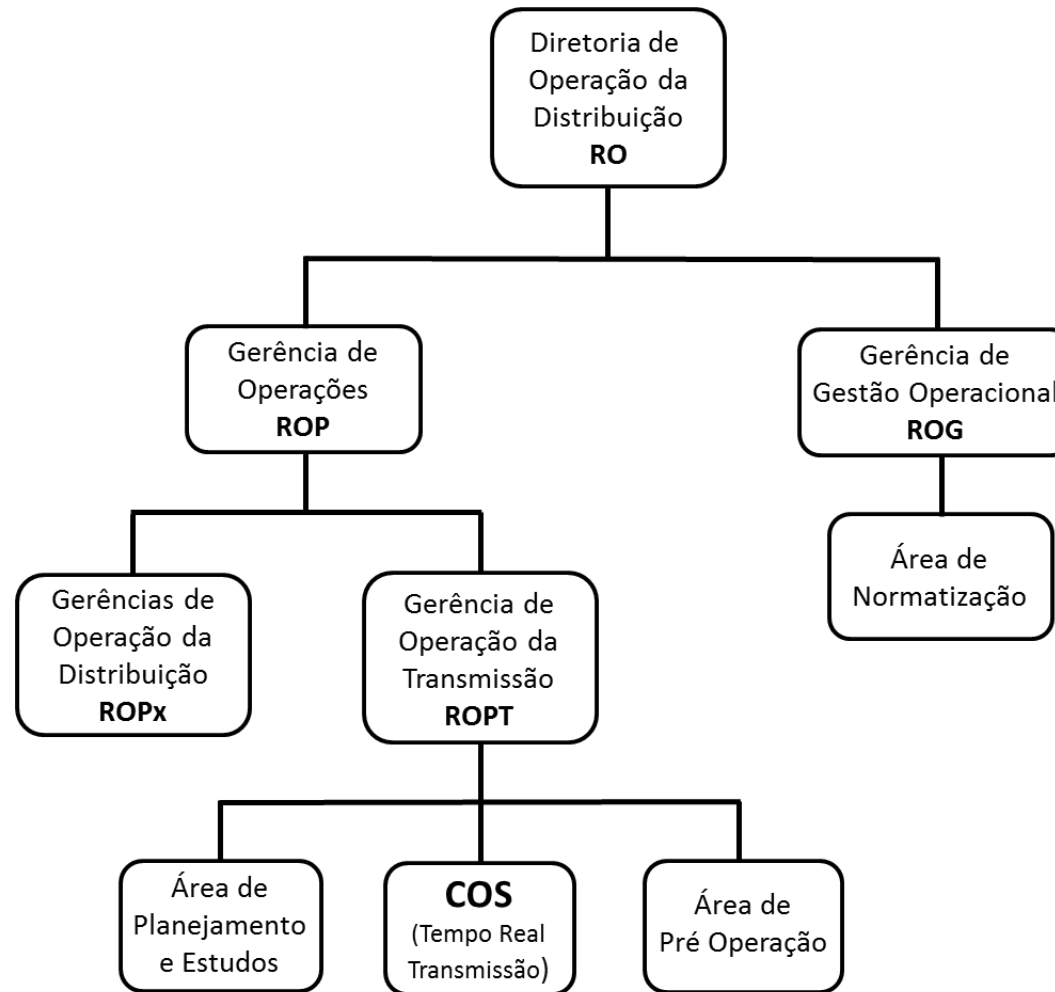 Diretoria de
Operação da
Distribuição
RO
Gerência de
Operações
ROP
Gerência de
Gestão Operacional
ROG
Gerências de
Operação da
Distribuição
ROPx
Gerência de
Operação da
Transmissão
ROPT
Área de
Normatização
Área de
Planejamento
e Estudos
COS
(Tempo Real
Transmissão)
Área de
Pré Operação